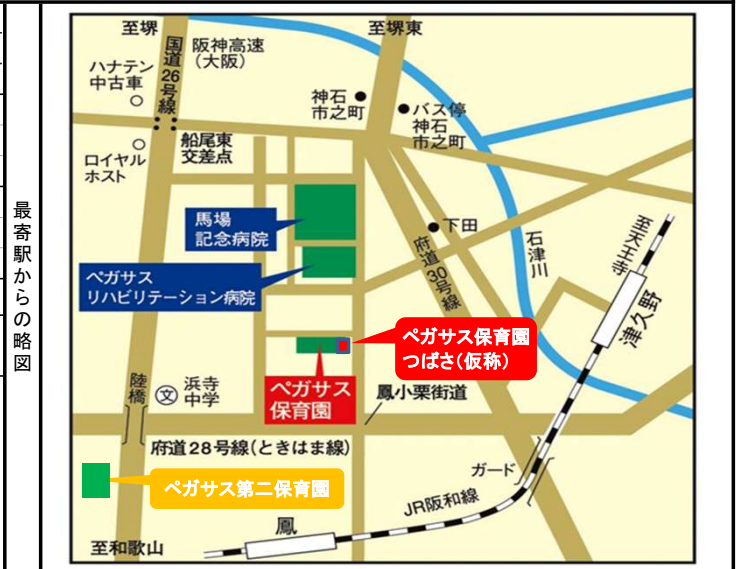 最寄駅からの略図
至堺
至堺東
国道26号線
阪神高速
(大阪)
ハナテン
中古車
神石
市之町
バス停
神石
市之町
船尾東
交差点
ロイヤル
ホスト
馬場
記念病院
下田
石津川
至天王寺
府道30号線
ペガサス
リハビリテーション病院
津久野
ペガサス保育園
つばさ(仮称)
ペガサス
保育園
陸橋
文
浜寺
中学
鳳小栗街道
府道28号線(ときはま線)
ガード
ペガサス第二保育園
JR阪和線
鳳
至和歌山